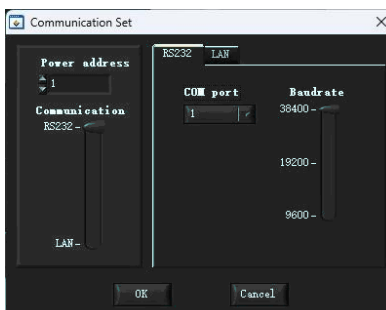 Communication Set
Power address
1
Communication
RS232
LAN
RS232 LAN
COM port
1
Baudrate
38400
19200
9600
OK Cancel